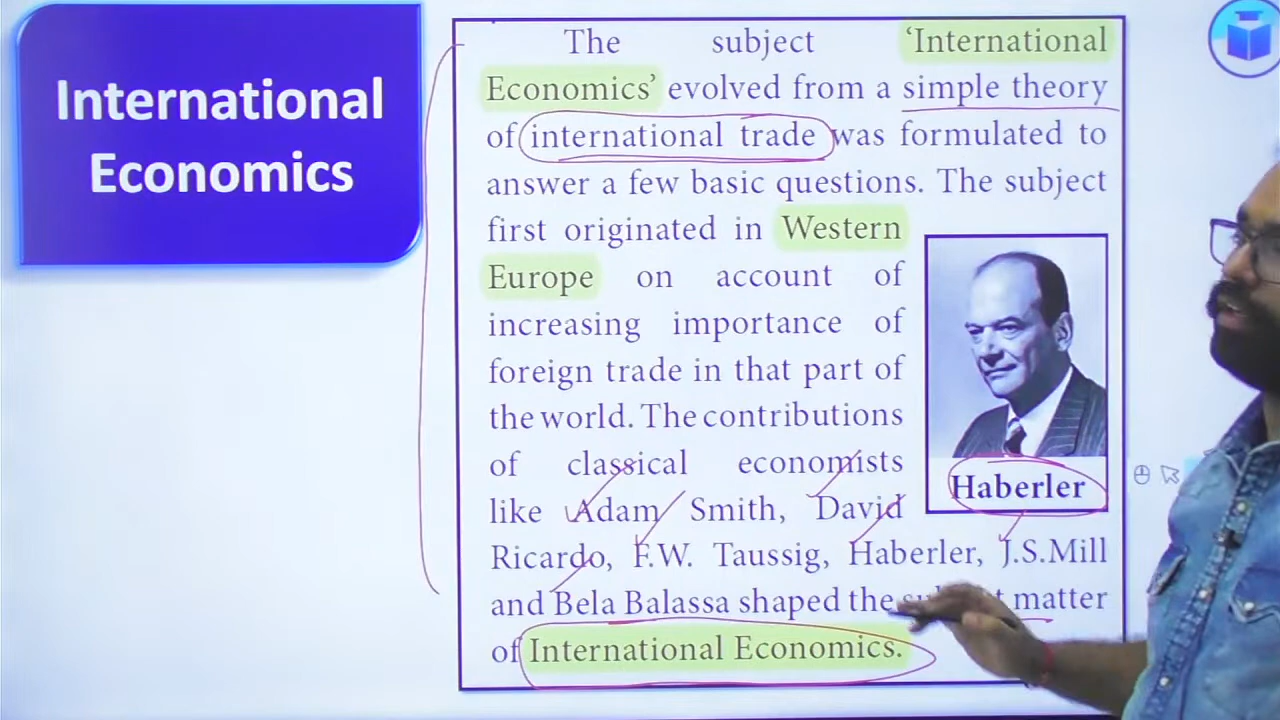 International
Economics
The subject ‘International
Economics’ evolved from a simple theory
of international trade was formulated to
answer a few basic questions. The subject
first originated in Western
Europe on account of
increasing importance of
foreign trade in that part of
the world. The contributions
of classical economists
like Adam Smith, David
Ricardo, F.W. Taussig, Haberler, J.S.Mill
and Bela Balassa shaped the matter
of International Economics.
Haberler